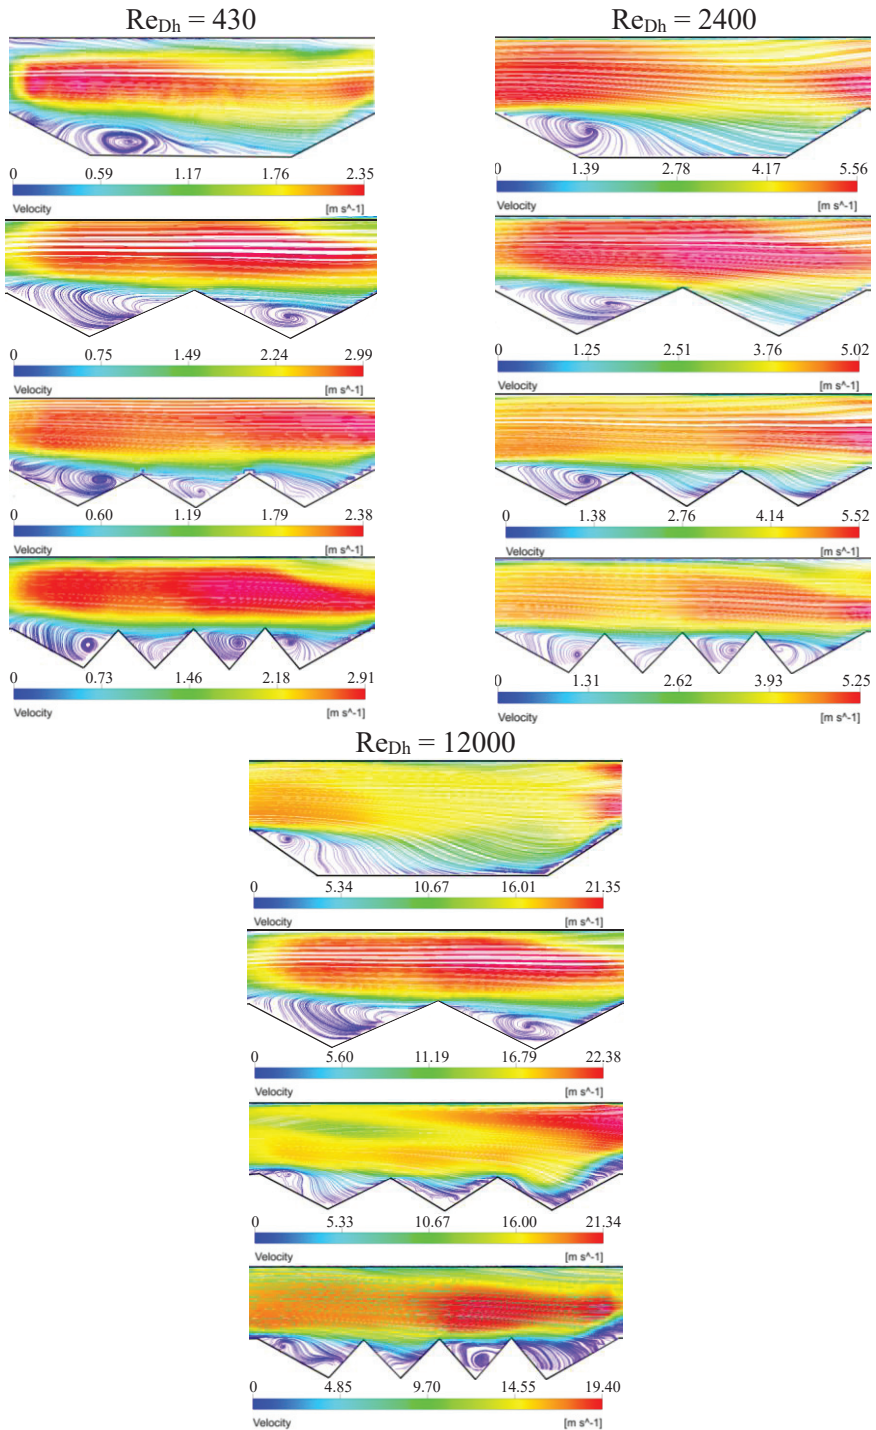 Re_Dh = 430
0 0.59 1.17 1.76 2.35
Velocity [m s^-1]
0 0.75 1.49 2.24 2.99
Velocity [m s^-1]
0 0.60 1.19 1.79 2.38
Velocity [m s^-1]
0 0.73 1.46 2.18 2.91
Velocity [m s^-1]
Re_Dh = 2400
0 1.39 2.78 4.17 5.56
Velocity [m s^-1]
0 1.25 2.51 3.76 5.02
Velocity [m s^-1]
0 1.38 2.76 4.14 5.52
Velocity [m s^-1]
0 1.31 2.62 3.93 5.25
Velocity [m s^-1]
Re_Dh = 12000
0 5.34 10.67 16.01 21.35
Velocity [m s^-1]
0 5.60 11.19 16.79 22.38
Velocity [m s^-1]
0 5.33 10.67 16.00 21.34
Velocity [m s^-1]
0 4.85 9.70 14.55 19.40
Velocity [m s^-1]